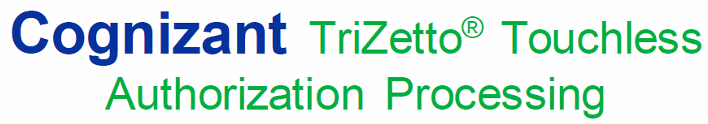 Cognizant TriZetto® Touchless
Authorization Processing